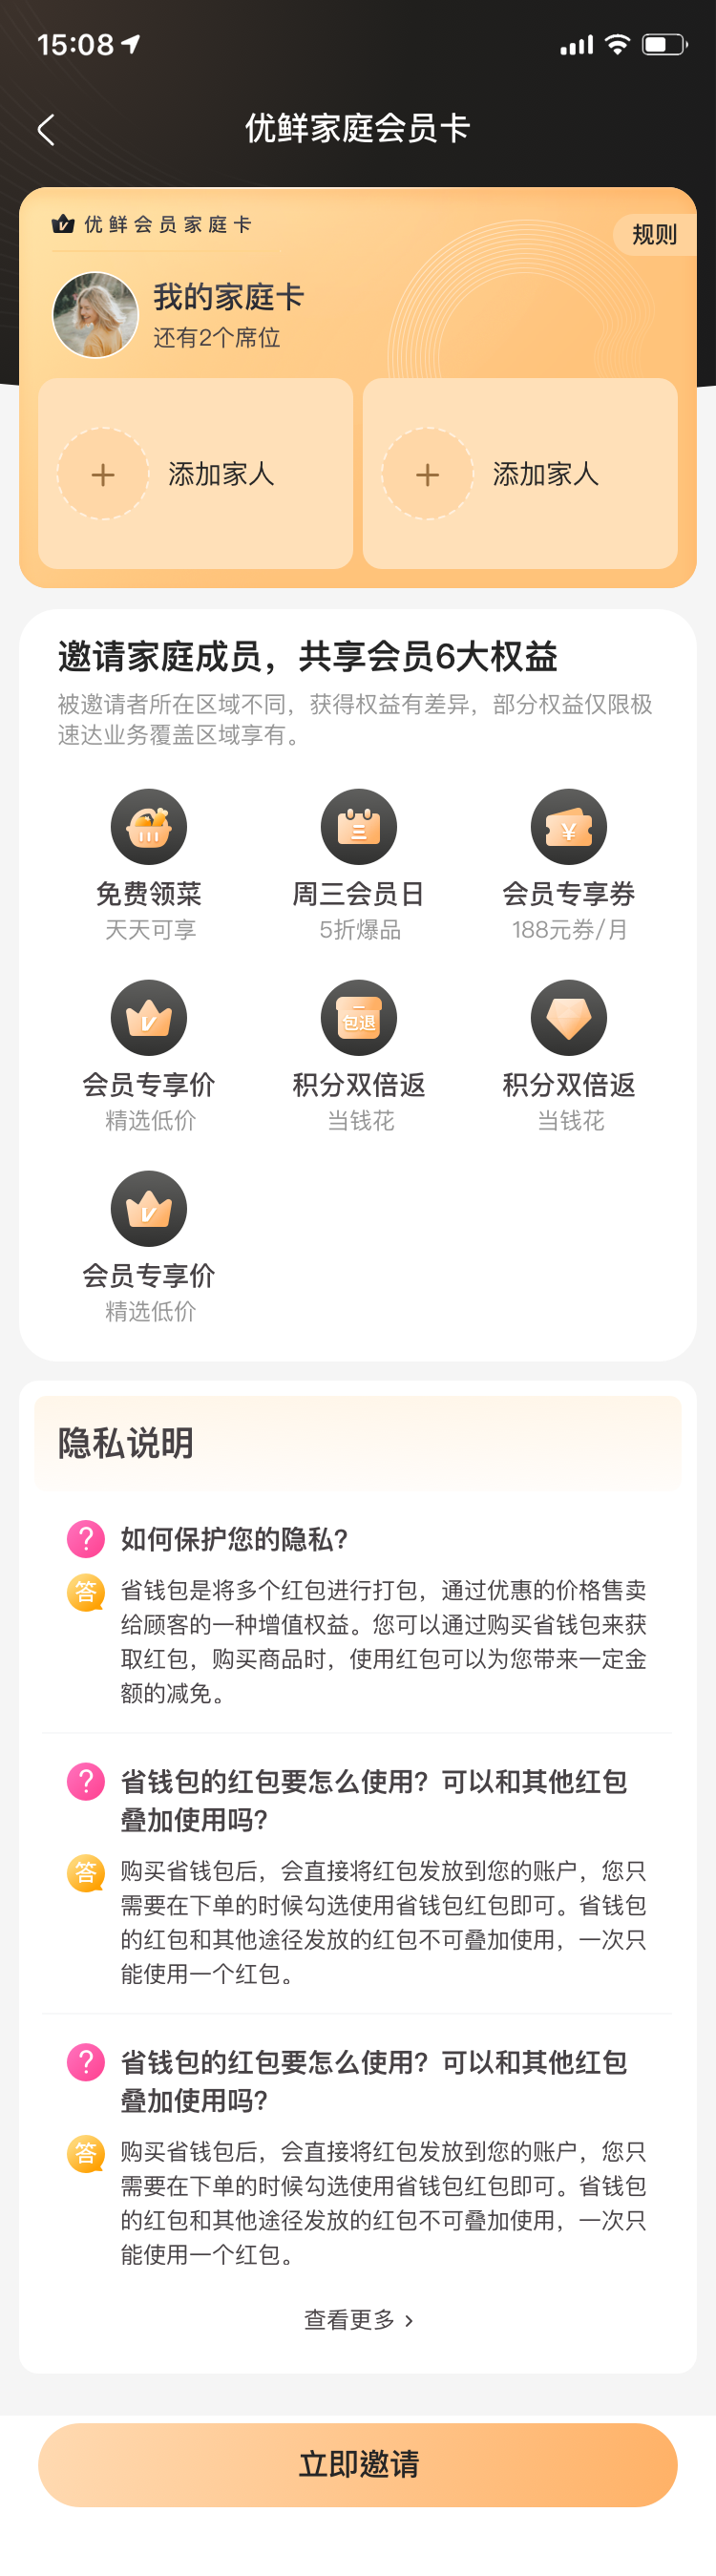 15:08
优鲜家庭会员卡
优鲜会员家庭卡
规则
我的家庭卡
还有2个席位
添加家人
添加家人
邀请家庭成员，共享会员6大权益
被邀请者所在区域不同，获得权益有差异，部分权益仅限极
速达业务覆盖区域享有。
三
¥
免费领菜
周三会员日
会员专享券
天天可享
5折爆品
188元券/月
V
包退
会员专享价
积分双倍返
积分双倍返
精选低价
当钱花
当钱花
V
会员专享价
精选低价
隐私说明
? 如何保护您的隐私?
答 省钱包是将多个红包进行打包，通过优惠的价格售卖
给顾客的一种增值权益。您可以通过购买省钱包来获
取红包，购买商品时，使用红包可以为您带来一定金
额的减免。
? 省钱包的红包要怎么使用？可以和其他红包
叠加使用吗?
答 购买省钱包后，会直接将红包发放到您的账户，您只
需要在下单的时候勾选使用省钱包红包即可。省钱包
的红包和其他途径发放的红包不可叠加使用，一次只
能使用一个红包。
? 省钱包的红包要怎么使用？可以和其他红包
叠加使用吗?
答 购买省钱包后，会直接将红包发放到您的账户，您只
需要在下单的时候勾选使用省钱包红包即可。省钱包
的红包和其他途径发放的红包不可叠加使用，一次只
能使用一个红包。
查看更多 ›
立即邀请